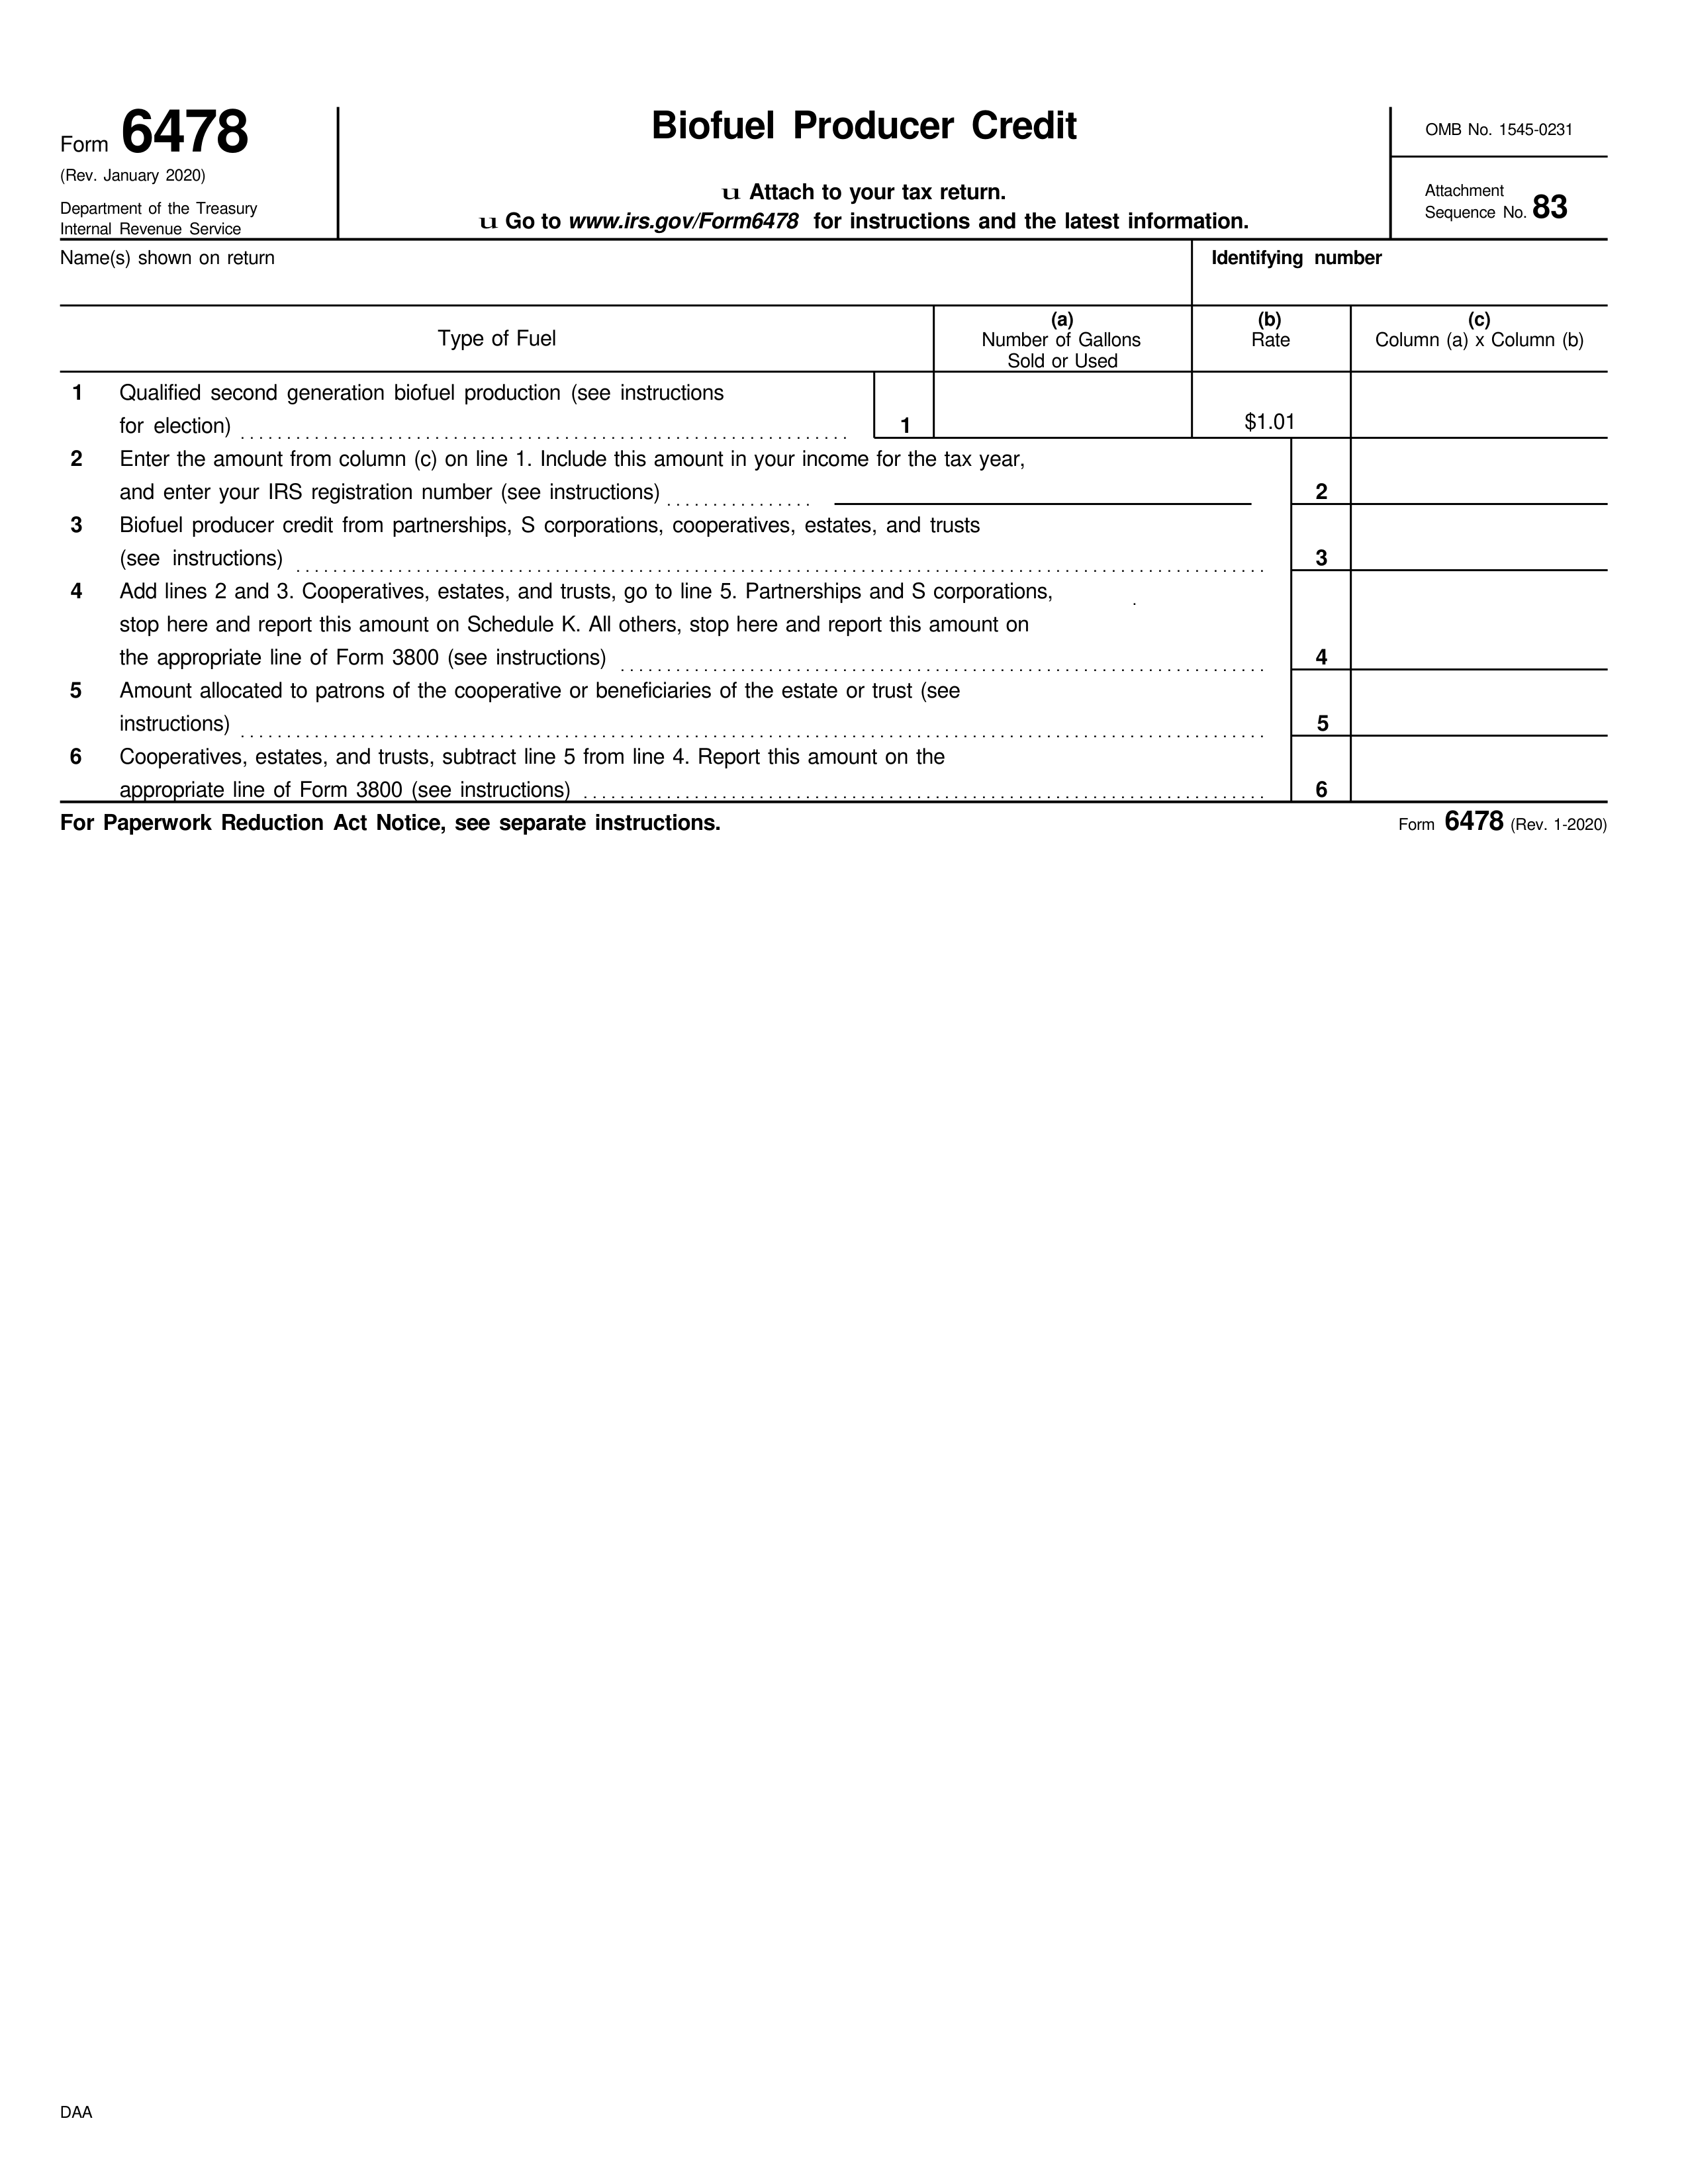 Form 6478
(Rev. January 2020)
Department of the Treasury
Internal Revenue Service
Biofuel Producer Credit
u Attach to your tax return.
u Go to www.irs.gov/Form6478 for instructions and the latest information.
OMB No. 1545-0231
Attachment
Sequence No. 83
Name(s) shown on return
Identifying number
Type of Fuel
(a)
Number of Gallons
Sold or Used
(b)
Rate
(c)
Column (a) x Column (b)
1 Qualified second generation biofuel production (see instructions
for election) 1 $1.01
2 Enter the amount from column (c) on line 1. Include this amount in your income for the tax year,
and enter your IRS registration number (see instructions) 2
3 Biofuel producer credit from partnerships, S corporations, cooperatives, estates, and trusts
(see instructions) 3
4 Add lines 2 and 3. Cooperatives, estates, and trusts, go to line 5. Partnerships and S corporations,
stop here and report this amount on Schedule K. All others, stop here and report this amount on
the appropriate line of Form 3800 (see instructions) 4
5 Amount allocated to patrons of the cooperative or beneficiaries of the estate or trust (see
instructions) 5
6 Cooperatives, estates, and trusts, subtract line 5 from line 4. Report this amount on the
appropriate line of Form 3800 (see instructions) 6
For Paperwork Reduction Act Notice, see separate instructions.
Form 6478 (Rev. 1-2020)
DAA